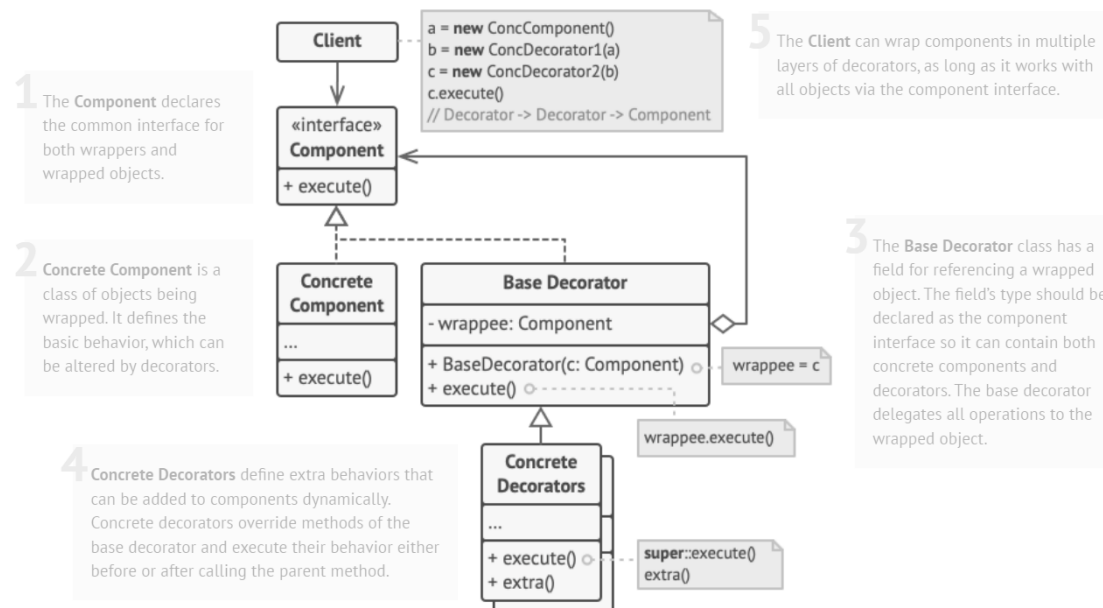 Client
a = new ConcComponent()
b = new ConcDecorator1(a)
c = new ConcDecorator2(b)
c.execute()
// Decorator -> Decorator -> Component
5
The Client can wrap components in multiple
layers of decorators, as long as it works with
all objects via the component interface.
1
The Component declares
the common interface for
both wrappers and
wrapped objects.
«interface»
Component
+ execute()
2
Concrete Component is a
class of objects being
wrapped. It defines the
basic behavior, which can
be altered by decorators.
Concrete
Component
...
+ execute()
Base Decorator
- wrappee: Component
+ BaseDecorator(c: Component)
+ execute()
wrappee = c
wrappee.execute()
3
The Base Decorator class has a
field for referencing a wrapped
object. The field's type should be
declared as the component
interface so it can contain both
concrete components and
decorators. The base decorator
delegates all operations to the
wrapped object.
4
Concrete Decorators define extra behaviors that
can be added to components dynamically.
Concrete decorators override methods of the
base decorator and execute their behavior either
before or after calling the parent method.
Concrete
Decorators
...
+ execute()
+ extra()
super::execute()
extra()